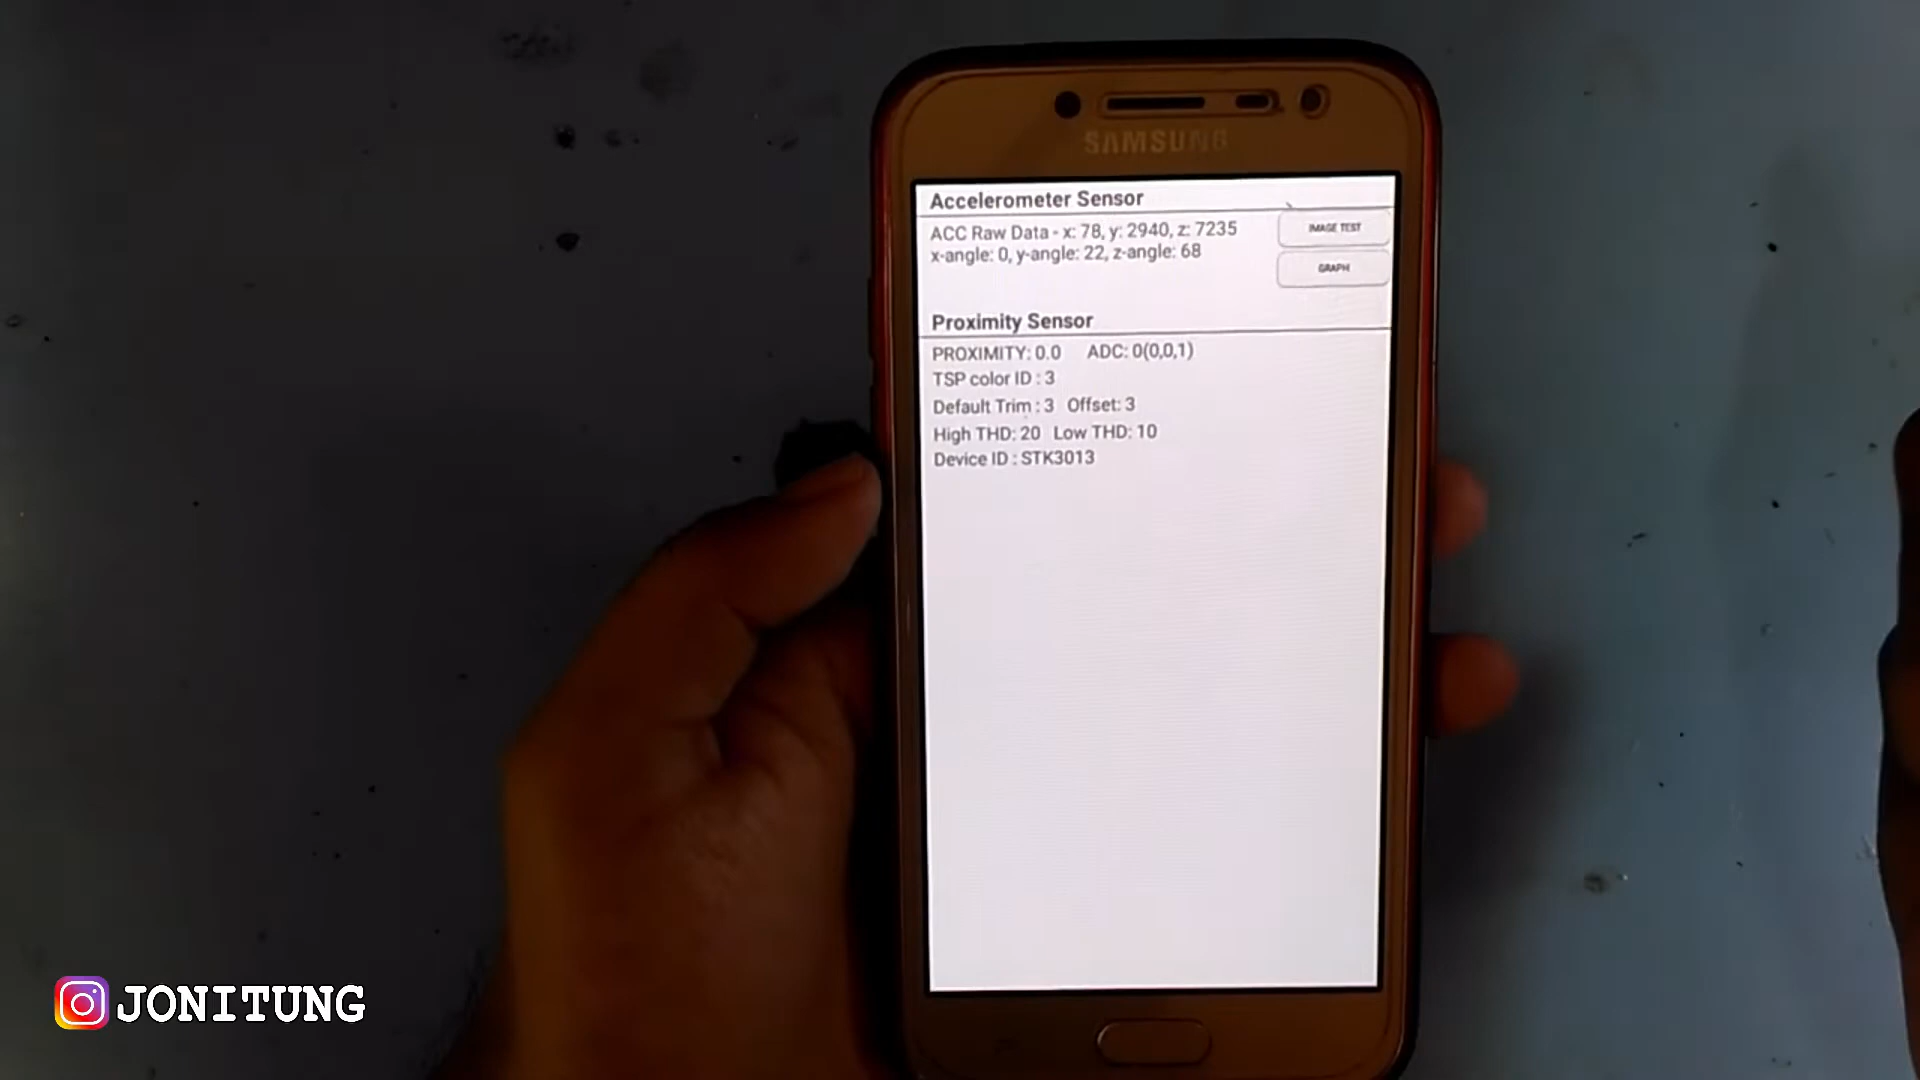 SAMSUNG
Accelerometer Sensor
ACC Raw Data - x: 78, y: 2940, z: 7235
x-angle: 0, y-angle: 22, z-angle: 68
IMAGE TEST
GRAPH
Proximity Sensor
PROXIMITY: 0.0 ADC: 0(0,0,1)
TSP color ID : 3
Default Trim : 3 Offset: 3
High THD: 20 Low THD: 10
Device ID : STK3013
JONITUNG